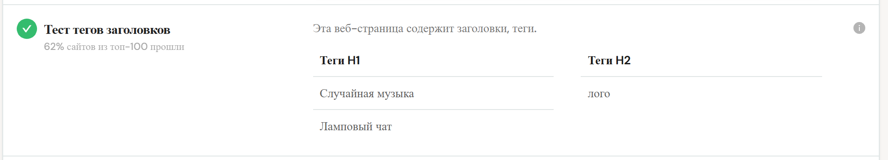 Тест тегов заголовков
62% сайтов из топ-100 прошли
Эта веб-страница содержит заголовки, теги.
Теги H1
Теги H2
Случайная музыка
лого
Ламповый чат